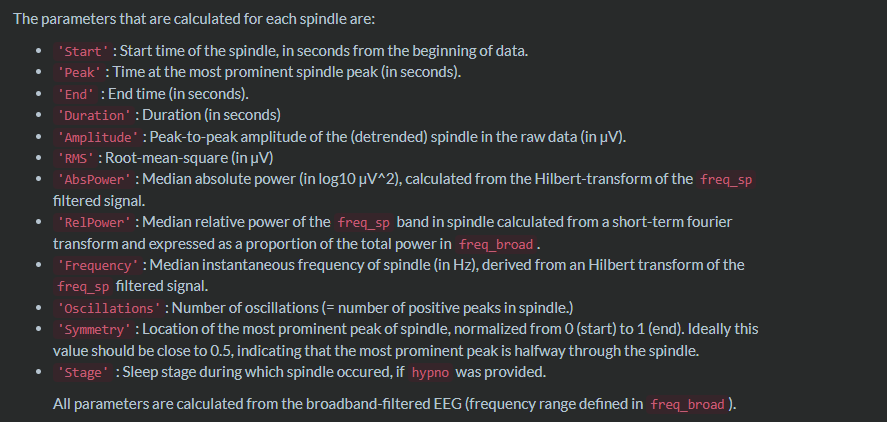 The parameters that are calculated for each spindle are:
• 'Start' : Start time of the spindle, in seconds from the beginning of data.
• 'Peak' : Time at the most prominent spindle peak (in seconds).
• 'End' : End time (in seconds).
• 'Duration' : Duration (in seconds)
• 'Amplitude' : Peak-to-peak amplitude of the (detrended) spindle in the raw data (in µV).
• 'RMS' : Root-mean-square (in µV)
• 'AbsPower' : Median absolute power (in log10 µV^2), calculated from the Hilbert-transform of the freq_sp
filtered signal.
• 'RelPower' : Median relative power of the freq_sp band in spindle calculated from a short-term fourier
transform and expressed as a proportion of the total power in freq_broad .
• 'Frequency' : Median instantaneous frequency of spindle (in Hz), derived from an Hilbert transform of the
freq_sp filtered signal.
• 'Oscillations' : Number of oscillations (= number of positive peaks in spindle.)
• 'Symmetry' : Location of the most prominent peak of spindle, normalized from 0 (start) to 1 (end). Ideally this
value should be close to 0.5, indicating that the most prominent peak is halfway through the spindle.
• 'Stage' : Sleep stage during which spindle occured, if hypno was provided.
All parameters are calculated from the broadband-filtered EEG (frequency range defined in freq_broad ).